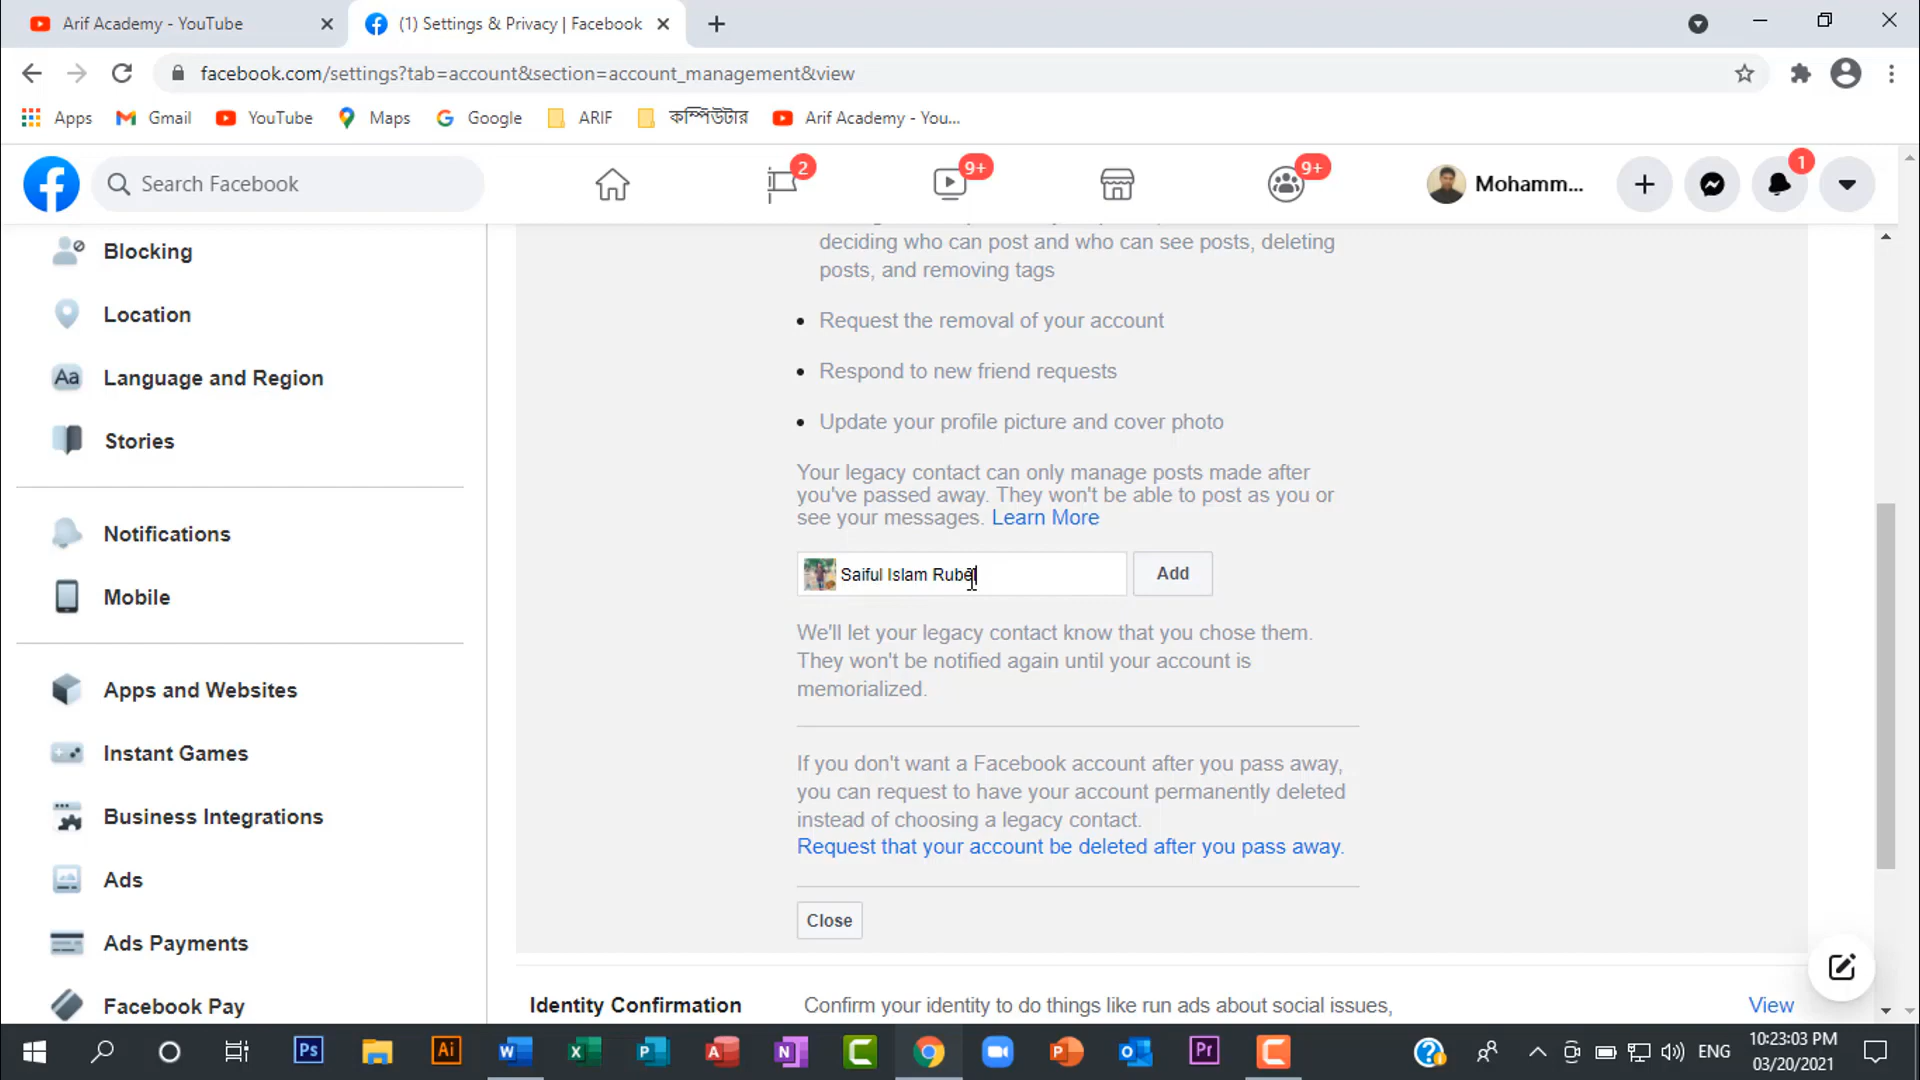 Arif Academy - YouTube
(1) Settings & Privacy | Facebook
facebook.com/settings?tab=account&section=account_management&view
Apps
Gmail
YouTube
Maps
Google
ARIF
কম্পিউটার
Arif Academy - You...
Search Facebook
2
9+
9+
Mohamm...
1
Blocking
Location
Aa
Language and Region
Stories
Notifications
Mobile
Apps and Websites
Instant Games
Business Integrations
Ads
Ads Payments
Facebook Pay
deciding who can post and who can see posts, deleting
posts, and removing tags
Request the removal of your account
Respond to new friend requests
Update your profile picture and cover photo
Your legacy contact can only manage posts made after
you've passed away. They won't be able to post as you or
see your messages. Learn More
Saiful Islam Rubel
Add
We'll let your legacy contact know that you chose them.
They won't be notified again until your account is
memorialized.
If you don't want a Facebook account after you pass away,
you can request to have your account permanently deleted
instead of choosing a legacy contact.
Request that your account be deleted after you pass away.
Close
Identity Confirmation
Confirm your identity to do things like run ads about social issues,
View
Ps
Ai
ENG
10:23:03 PM
03/20/2021
Pr